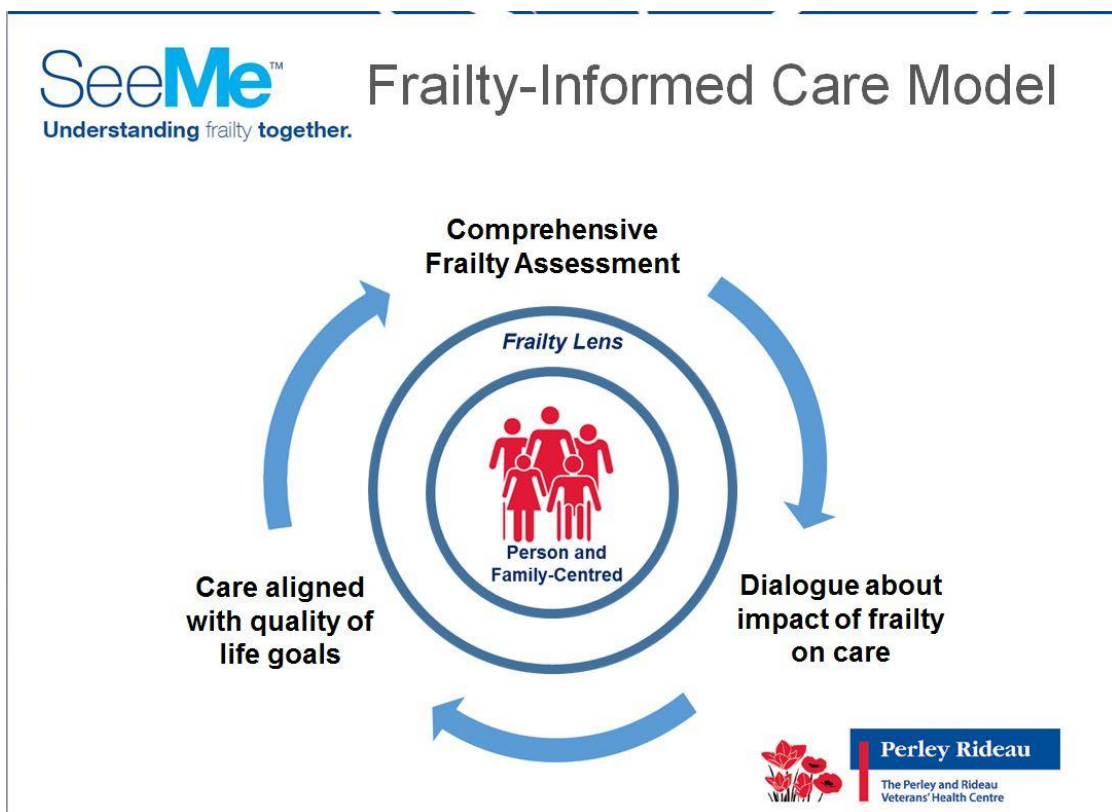 SeeMe™
Understanding frailty together.
Frailty-Informed Care Model
Comprehensive
Frailty Assessment
Frailty Lens
Person and
Family-Centred
Care aligned
with quality of
life goals
Dialogue about
impact of frailty
on care
Perley Rideau
The Perley and Rideau
Veterans' Health Centre